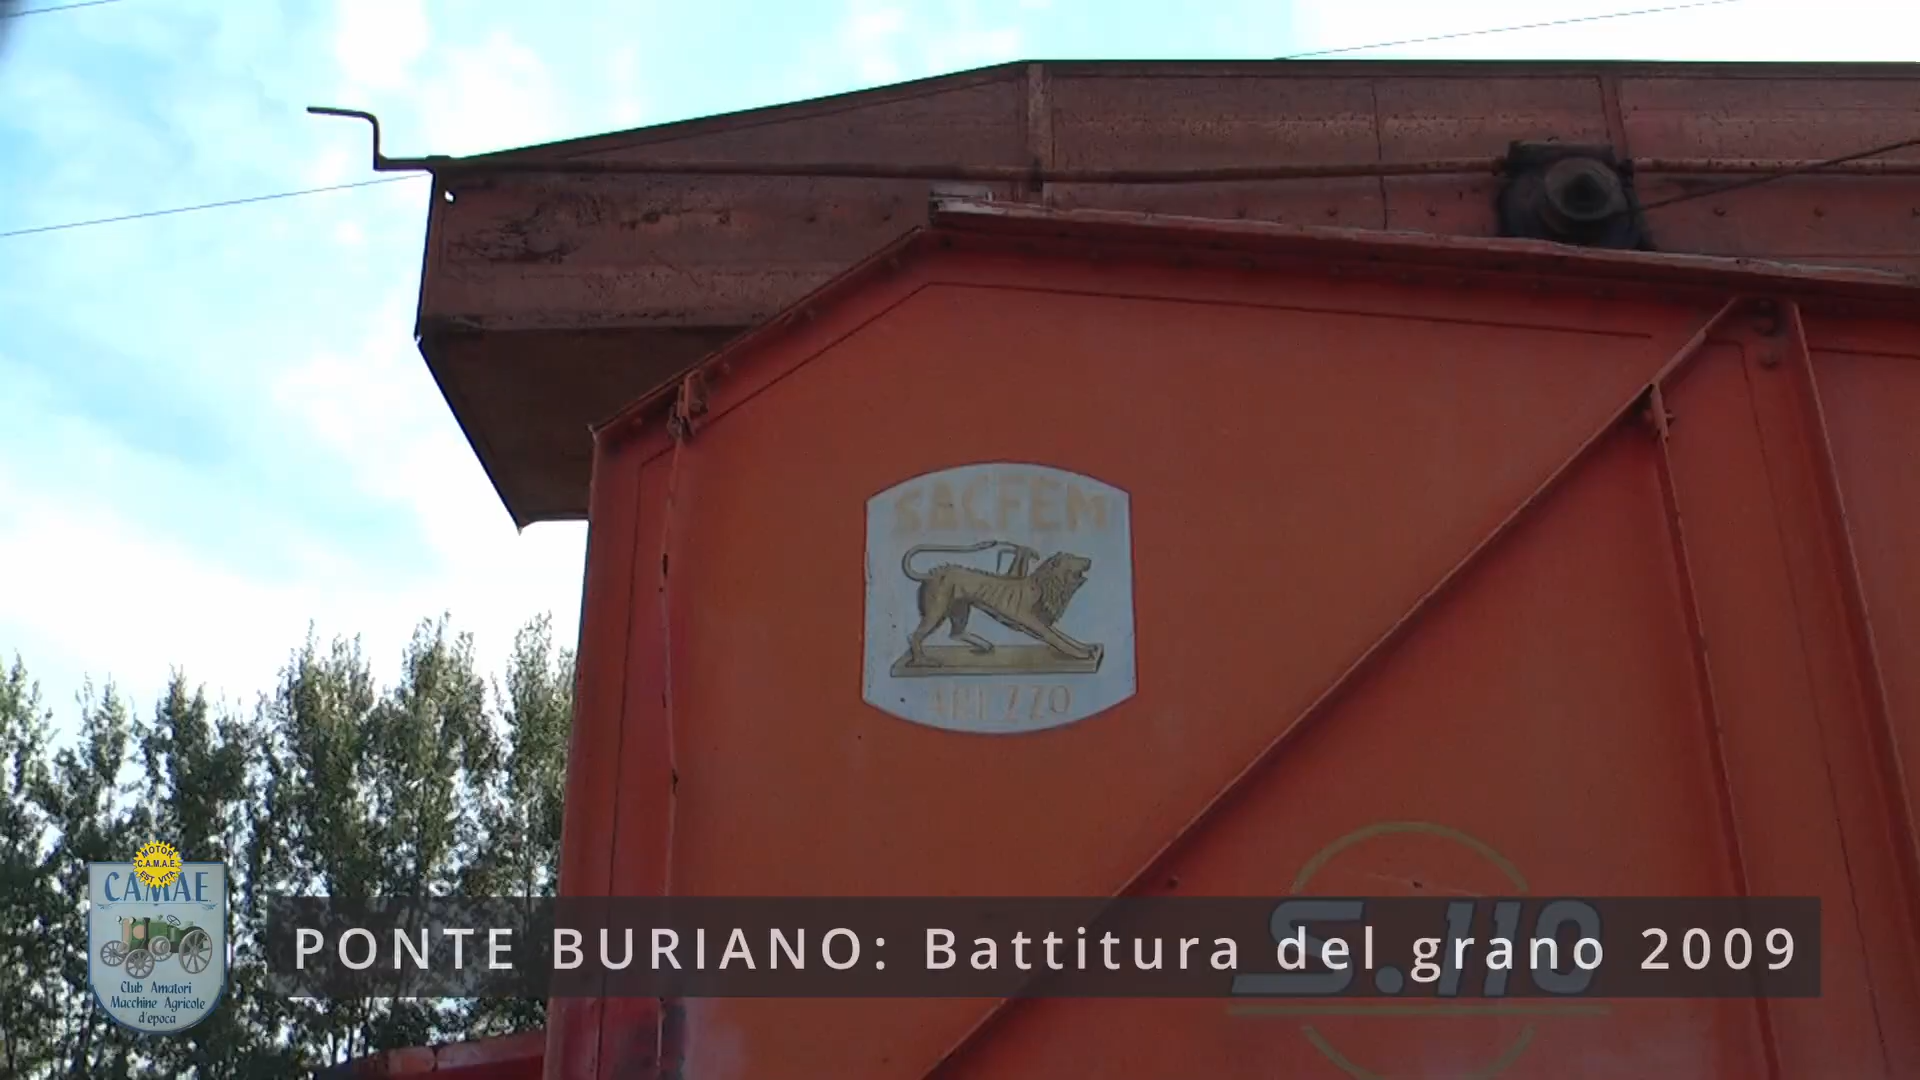 SACFEM
AREZZO
S.110
MOTOR
C.A.M.A.E.
EST VITA
CAMAE
Club Amatori
Macchine Agricole
d'epoca
PONTE BURIANO: Battitura del grano 2009